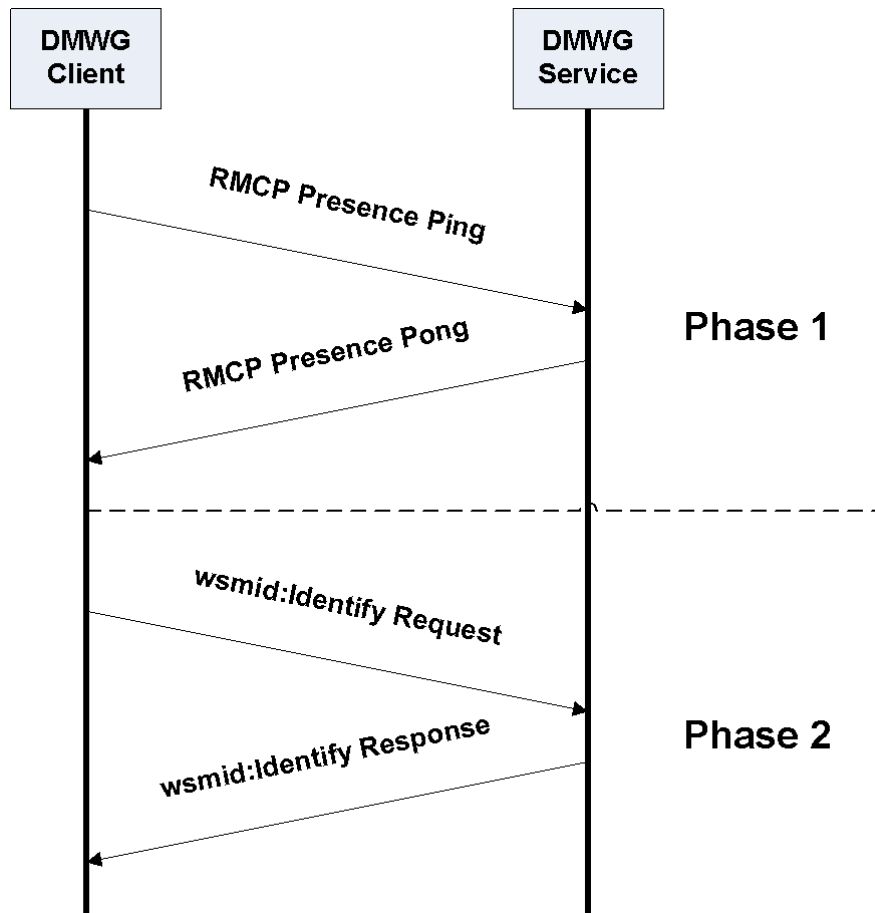 DMWG
Client
DMWG
Service
RMCP Presence Ping
Phase 1
RMCP Presence Pong
wsmid:Identify Request
Phase 2
wsmid:Identify Response